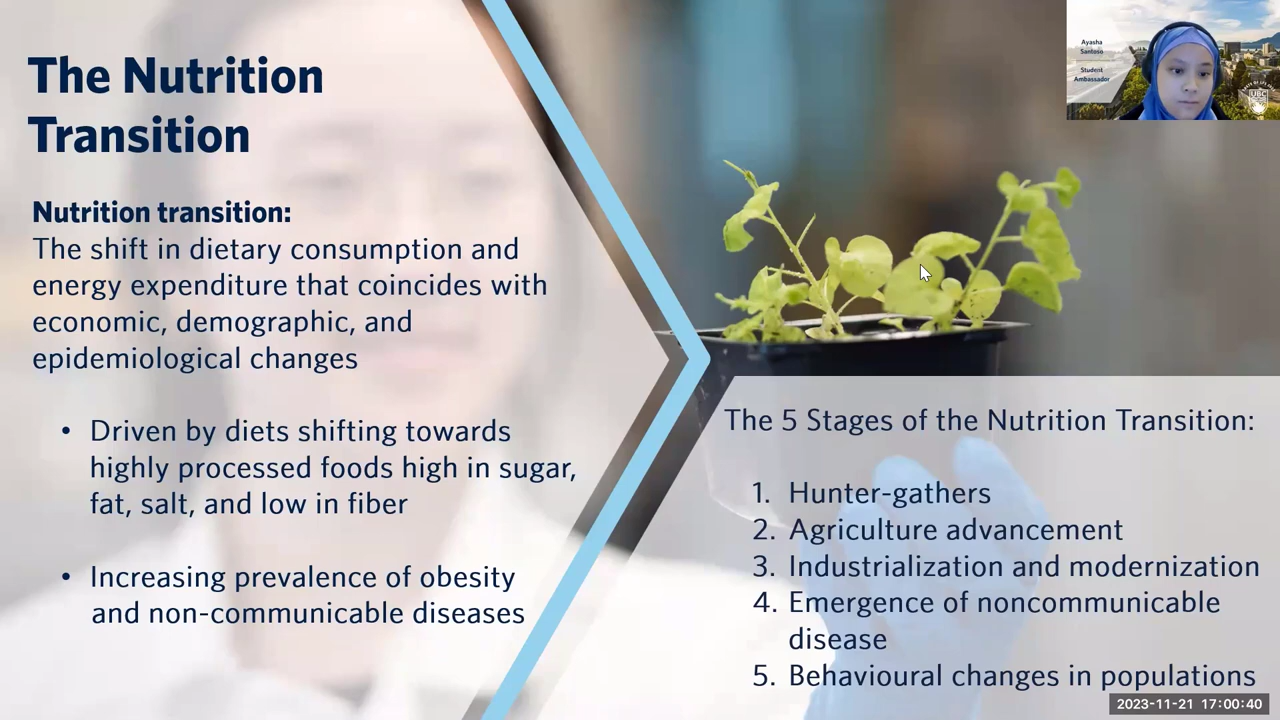 The Nutrition
Transition
Nutrition transition:
The shift in dietary consumption and
energy expenditure that coincides with
economic, demographic, and
epidemiological changes
• Driven by diets shifting towards
highly processed foods high in sugar,
fat, salt, and low in fiber
• Increasing prevalence of obesity
and non-communicable diseases
Ayasha
Santoso
Student
Ambassador
UBC
The 5 Stages of the Nutrition Transition:
1. Hunter-gathers
2. Agriculture advancement
3. Industrialization and modernization
4. Emergence of noncommunicable
disease
5. Behavioural changes in populations
2023-11-21 17:00:40